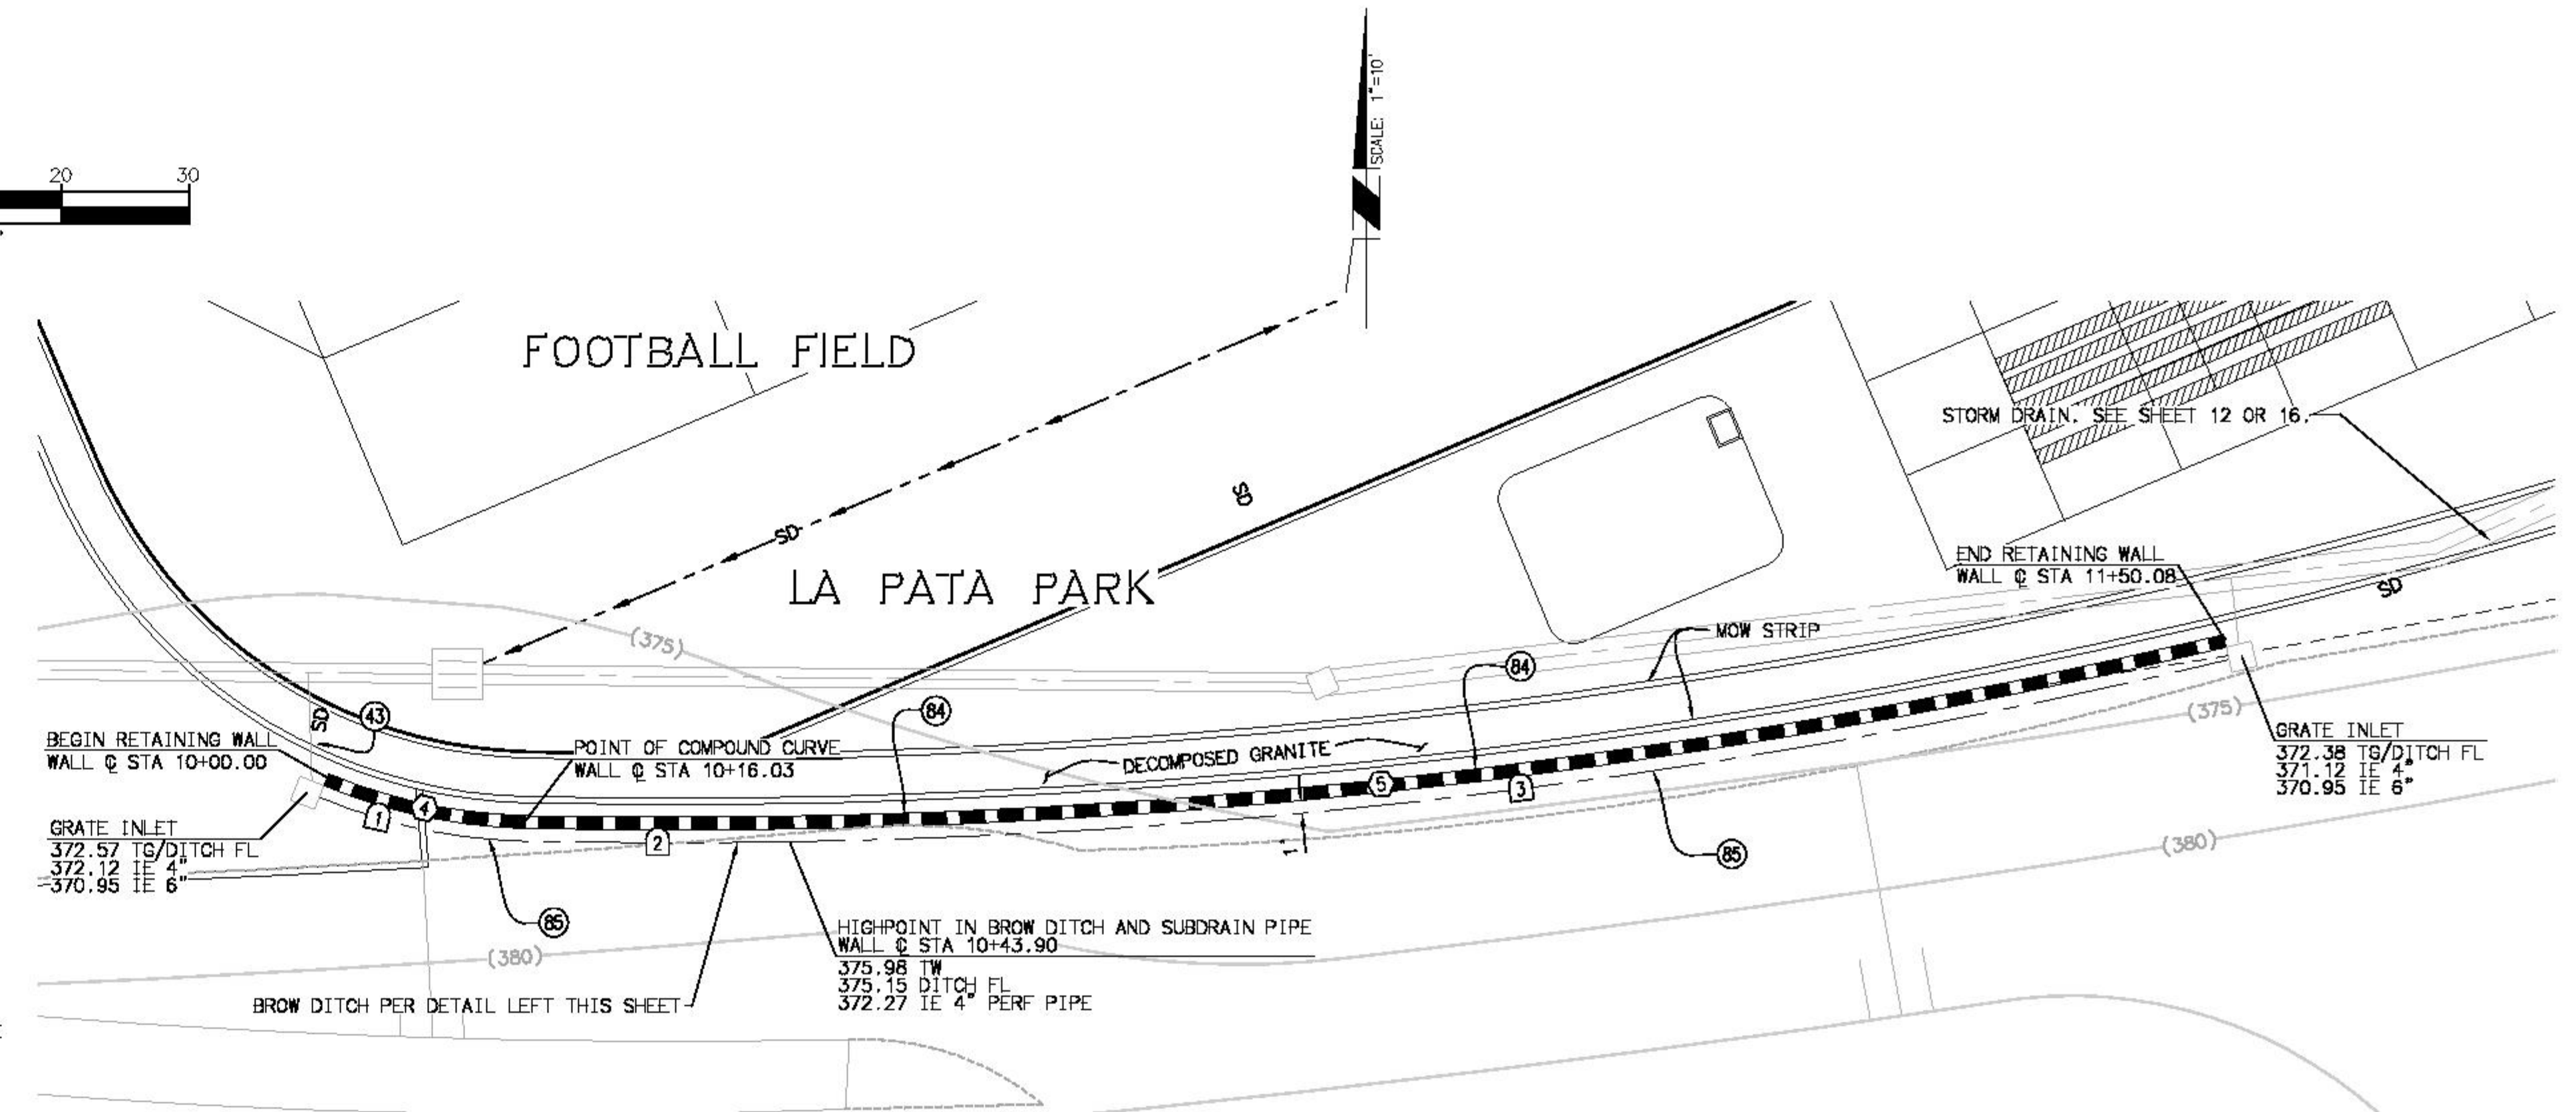 SCALE: 1"=10'
20 30
FOOTBALL FIELD
STORM DRAIN. SEE SHEET 12 OR 16.
SD
SD
LA PATA PARK
END RETAINING WALL
WALL ℄ STA 11+50.08
SD
(375)
MOW STRIP
84
84
43
SD
BEGIN RETAINING WALL
WALL ℄ STA 10+00.00
POINT OF COMPOUND CURVE
WALL ℄ STA 10+16.03
DECOMPOSED GRANITE
(375)
GRATE INLET
372.38 TG/DITCH FL
371.12 IE 4"
370.95 IE 6"
1
4
5
3
2
1'
GRATE INLET
372.57 TG/DITCH FL
372.12 IE 4"
370.95 IE 6"
85
(380)
85
HIGHPOINT IN BROW DITCH AND SUBDRAIN PIPE
WALL ℄ STA 10+43.90
375.98 TW
375.15 DITCH FL
372.27 IE 4" PERF PIPE
(380)
BROW DITCH PER DETAIL LEFT THIS SHEET